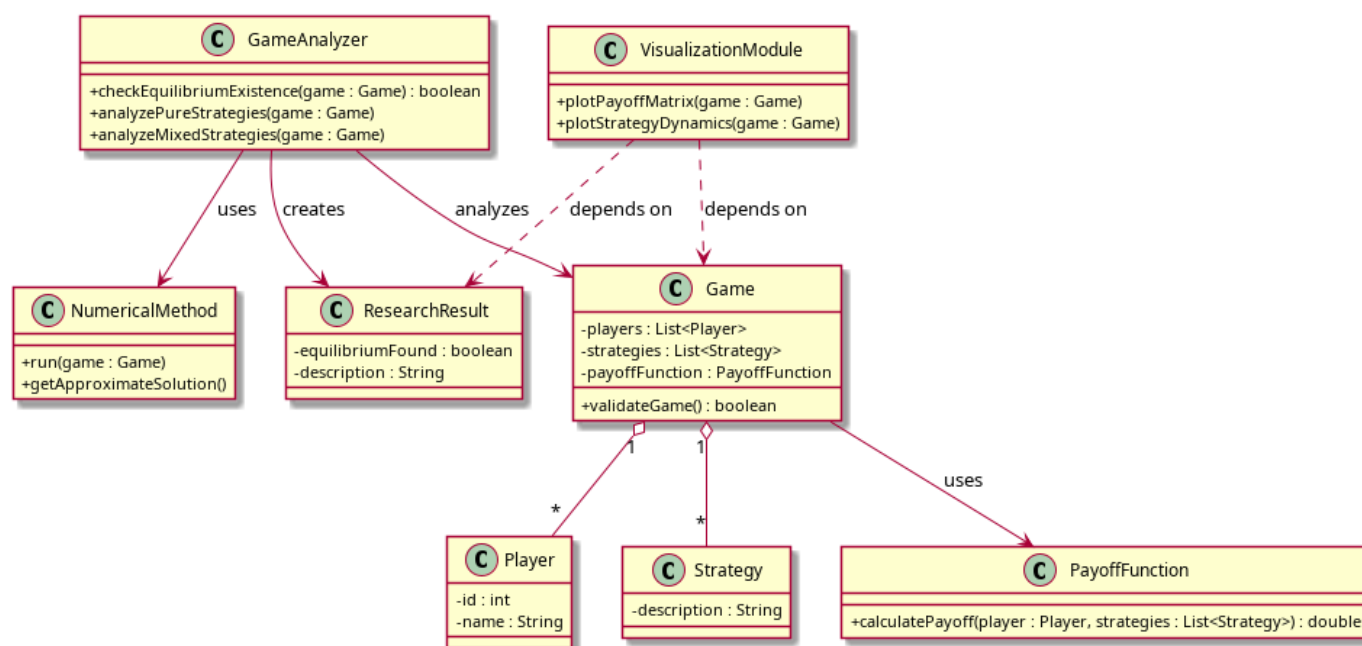 C GameAnalyzer
+checkEquilibriumExistence(game : Game) : boolean
+analyzePureStrategies(game : Game)
+analyzeMixedStrategies(game : Game)
C VisualizationModule
+plotPayoffMatrix(game : Game)
+plotStrategyDynamics(game : Game)
uses
creates
analyzes
depends on
depends on
C NumericalMethod
+run(game : Game)
+getApproximateSolution()
C ResearchResult
-equilibriumFound : boolean
-description : String
C Game
-players : List<Player>
-strategies : List<Strategy>
-payoffFunction : PayoffFunction
+validateGame() : boolean
1
1
uses
*
*
C Player
-id : int
-name : String
C Strategy
-description : String
C PayoffFunction
+calculatePayoff(player : Player, strategies : List<Strategy>) : double